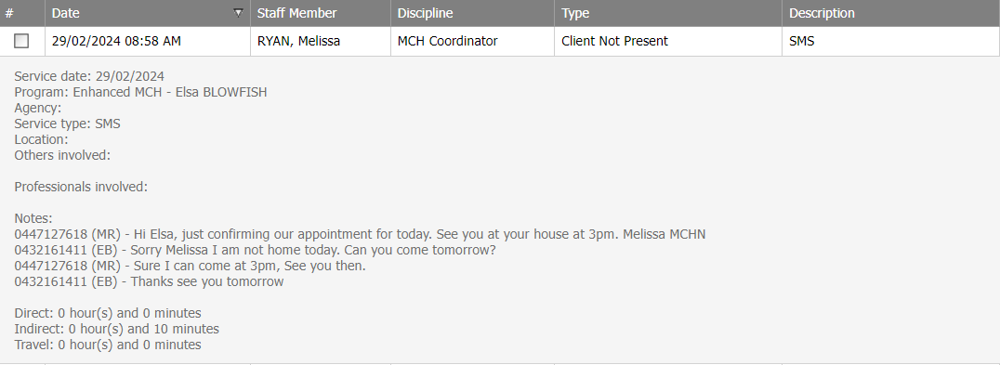 # Date Staff Member Discipline Type Description
29/02/2024 08:58 AM RYAN, Melissa MCH Coordinator Client Not Present SMS
Service date: 29/02/2024
Program: Enhanced MCH - Elsa BLOWFISH
Agency:
Service type: SMS
Location:
Others involved:
Professionals involved:
Notes:
0447127618 (MR) - Hi Elsa, just confirming our appointment for today. See you at your house at 3pm. Melissa MCHN
0432161411 (EB) - Sorry Melissa I am not home today. Can you come tomorrow?
0447127618 (MR) - Sure I can come at 3pm, See you then.
0432161411 (EB) - Thanks see you tomorrow
Direct: 0 hour(s) and 0 minutes
Indirect: 0 hour(s) and 10 minutes
Travel: 0 hour(s) and 0 minutes